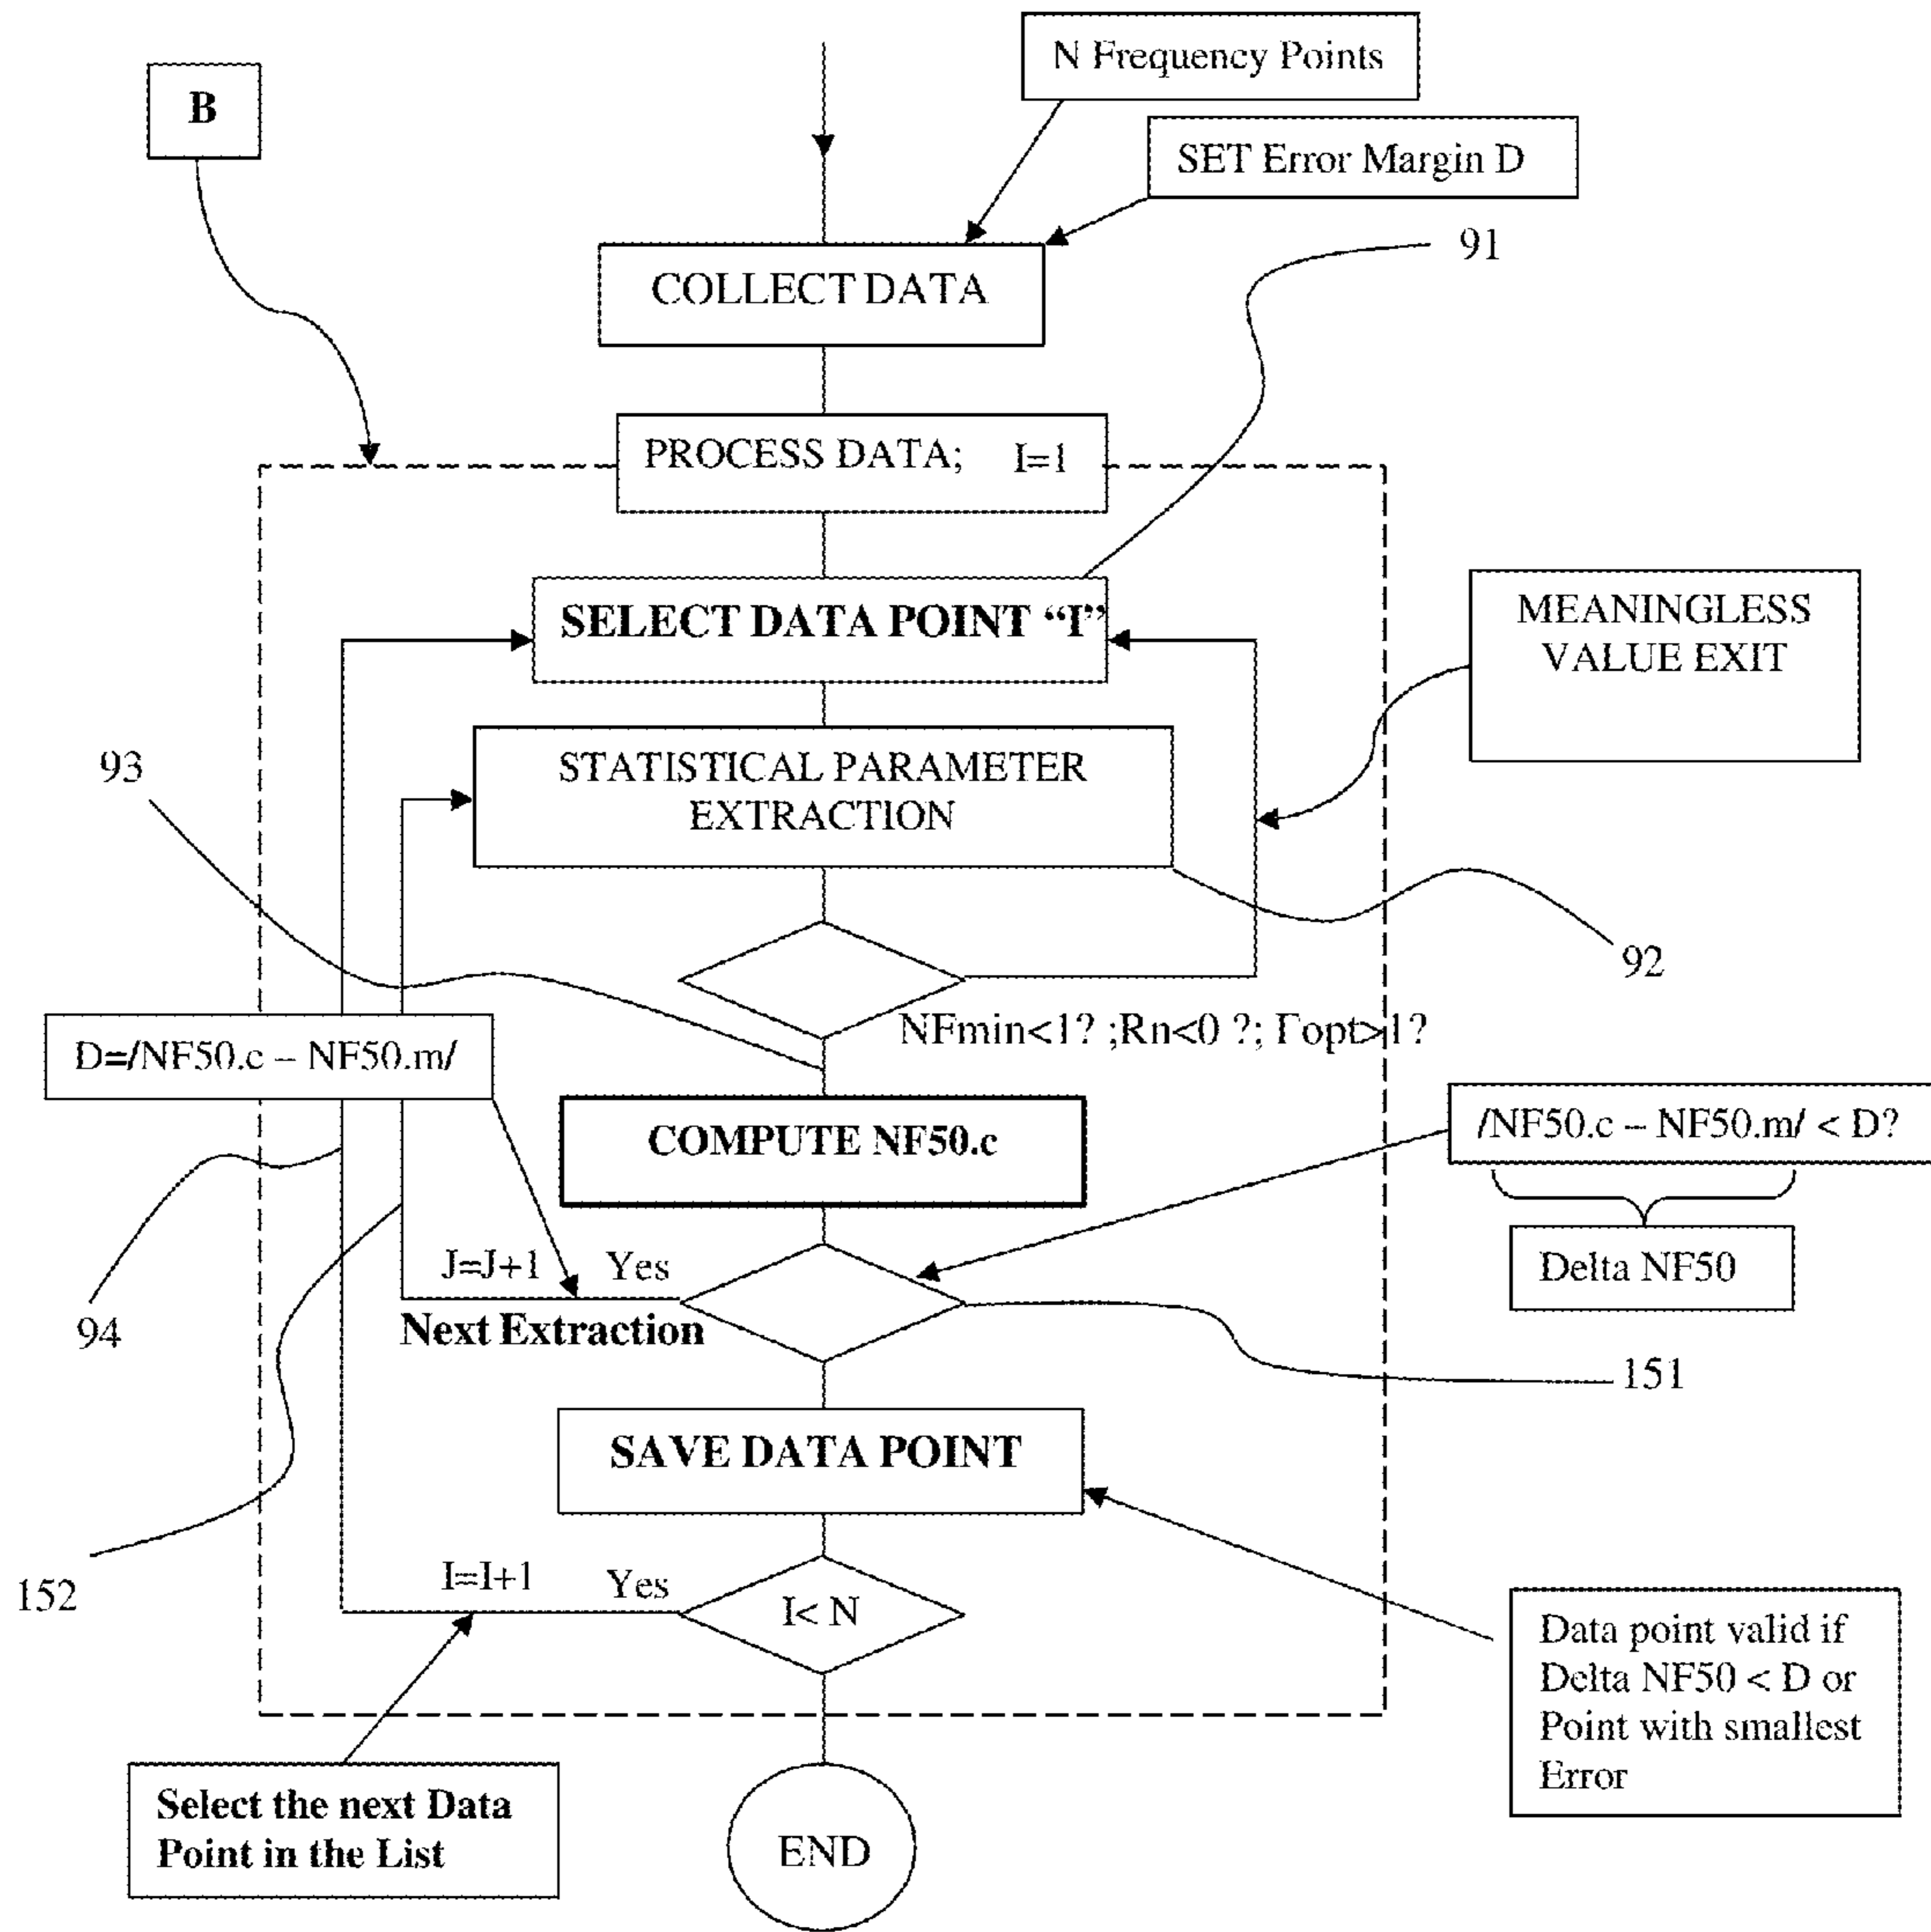 N Frequency Points
B
SET Error Margin D
91
COLLECT DATA
PROCESS DATA; I=1
SELECT DATA POINT “I”
MEANINGLESS
VALUE EXIT
STATISTICAL PARAMETER
EXTRACTION
93
92
NFmin<1? ;Rn<0 ?; Γopt>1?
D=/NF50.c – NF50.m/
COMPUTE NF50.c
/NF50.c – NF50.m/ < D?
Delta NF50
J=J+1 Yes
Next Extraction
94
151
SAVE DATA POINT
152
I=I+1 Yes
I< N
Data point valid if
Delta NF50 < D or
Point with smallest
Error
Select the next Data
Point in the List
END